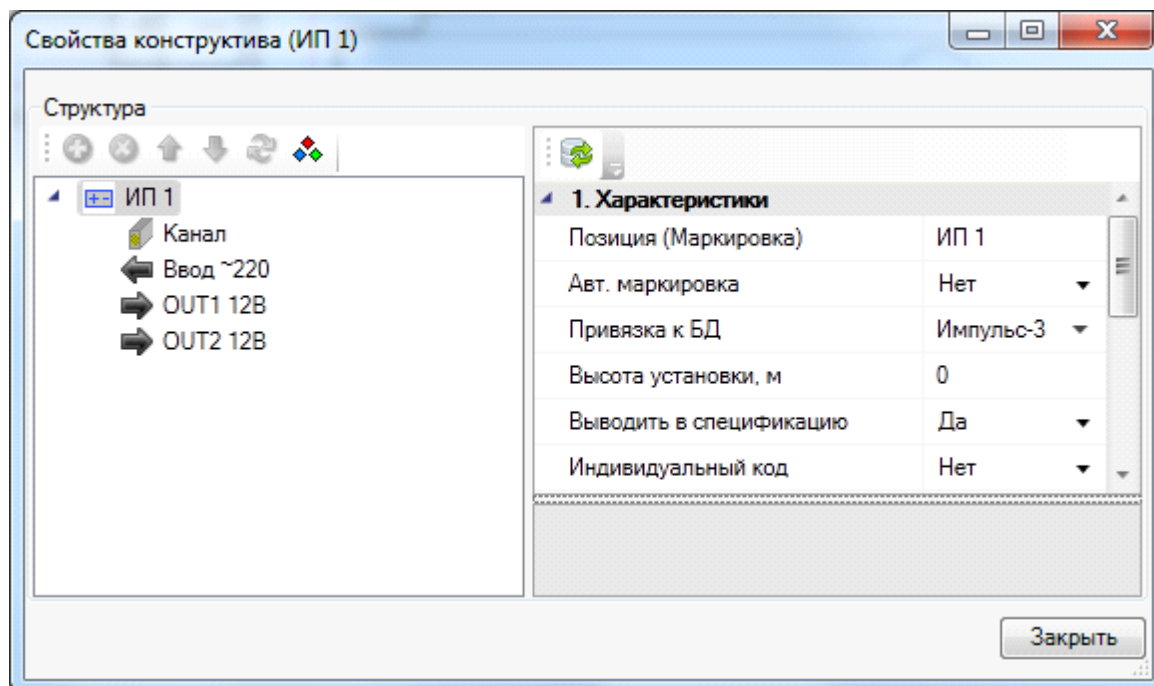 Свойства конструктива (ИП 1)
Структура
ИП 1
Канал
Ввод ~220
OUT1 12В
OUT2 12В
1. Характеристики
Позиция (Маркировка) ИП 1
Авт. маркировка Нет
Привязка к БД Импульс-3
Высота установки, м 0
Выводить в спецификацию Да
Индивидуальный код Нет
Закрыть